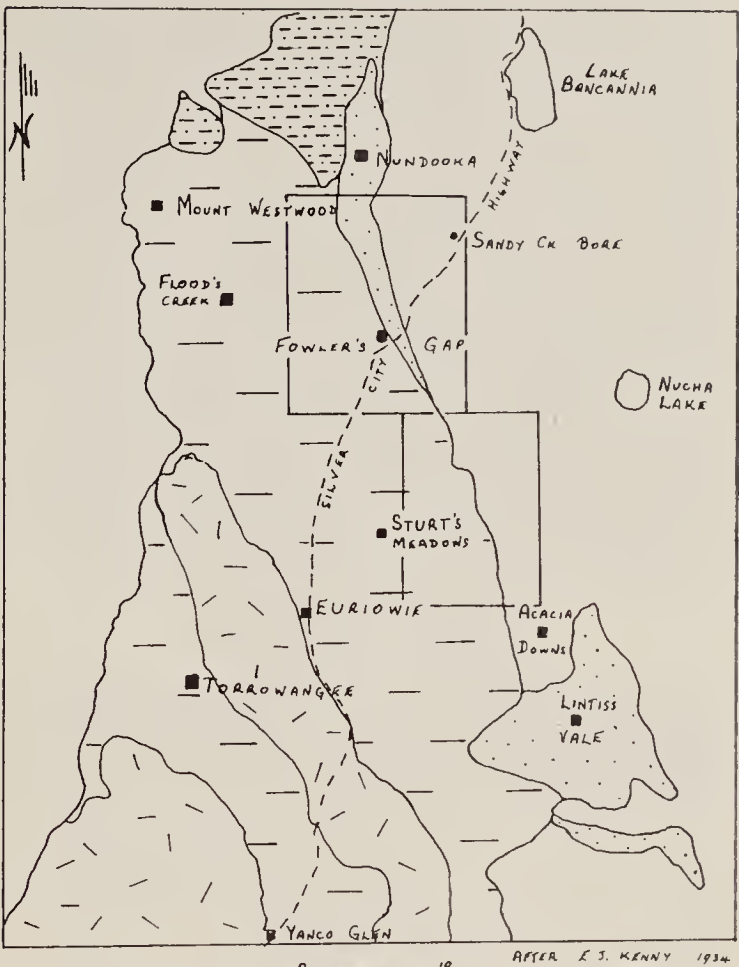 LAKE
BANCANNIA
N
NUNDOOKA
HIGHWAY
MOUNT WESTWOOD
SANDY CK BORE
FLOOD'S
CREEK
FOWLER'S GAP
CITY
NUCHA
LAKE
SILVER
STURT'S
MEADOWS
EURIOWIE
ACACIA
DOWNS
TORROWANGEE
LINTISS
VALE
YANCO GLEN
AFTER E J. KENNY 1934